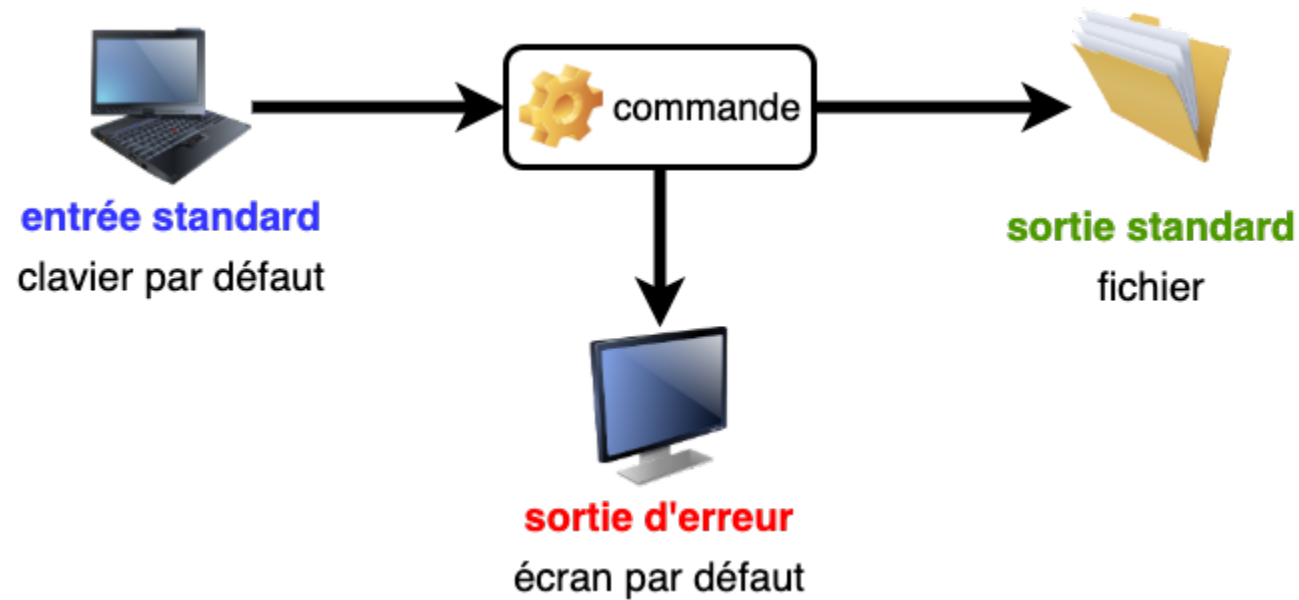 commande
entrée standard
clavier par défaut
sortie standard
fichier
sortie d'erreur
écran par défaut